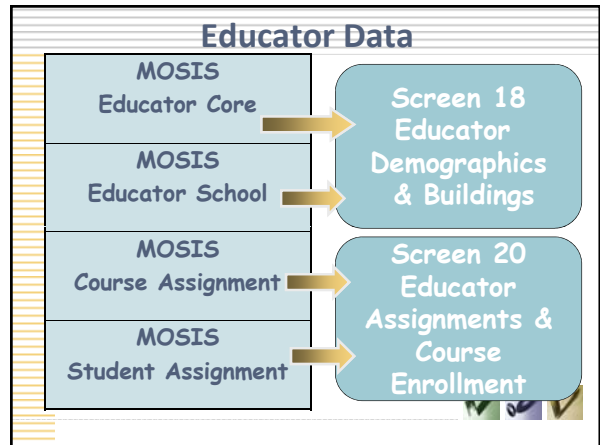 Educator Data
MOSIS
Educator Core
MOSIS
Educator School
MOSIS
Course Assignment
MOSIS
Student Assignment
Screen 18
Educator
Demographics
& Buildings
Screen 20
Educator
Assignments &
Course
Enrollment